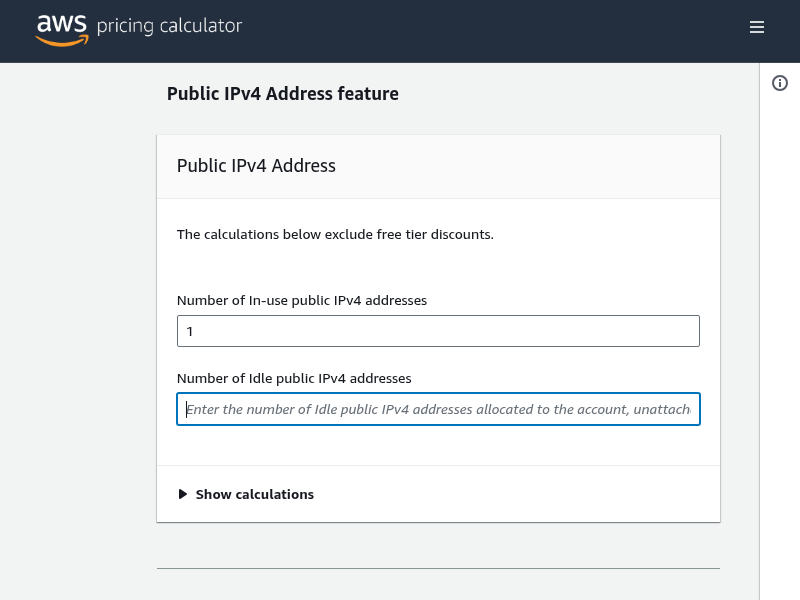 aws pricing calculator
Public IPv4 Address feature
Public IPv4 Address
The calculations below exclude free tier discounts.
Number of In-use public IPv4 addresses
1
Number of Idle public IPv4 addresses
Enter the number of Idle public IPv4 addresses allocated to the account, unattach
Show calculations